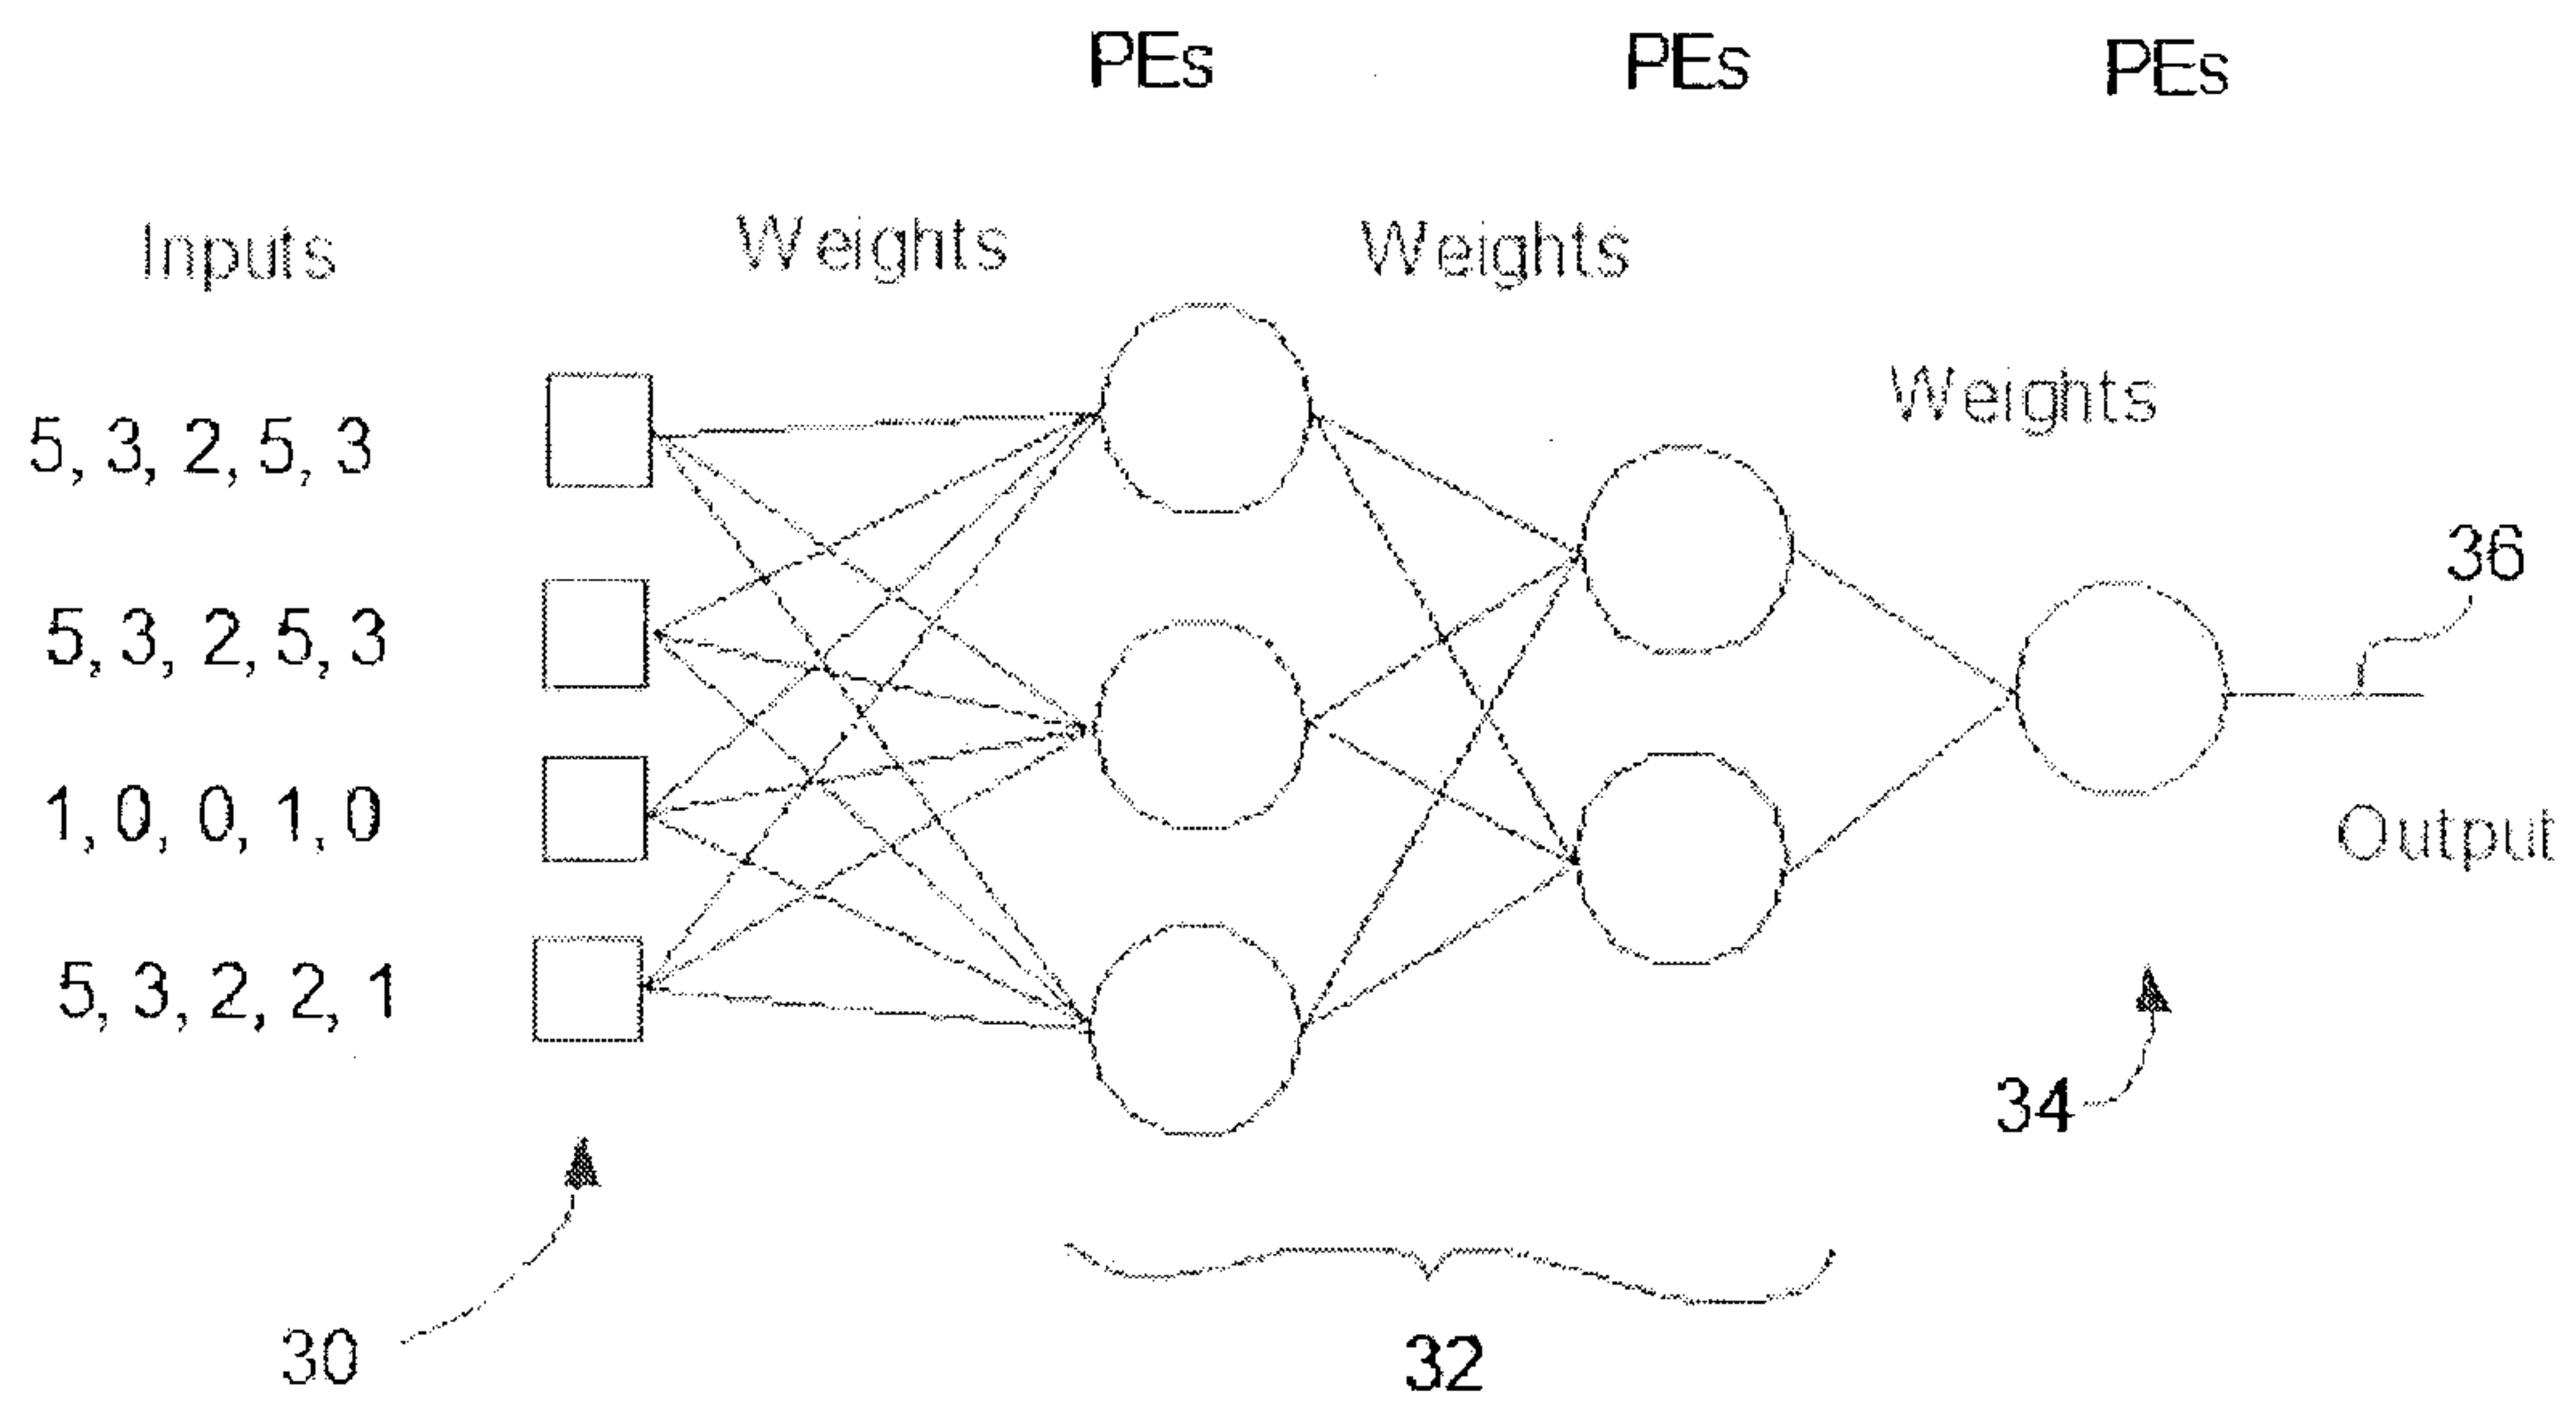 PEs PEs PEs
Inputs Weights Weights
Weights
5, 3, 2, 5, 3
36
5, 3, 2, 5, 3
1, 0, 0, 1, 0
Output
5, 3, 2, 2, 1
34
30
32